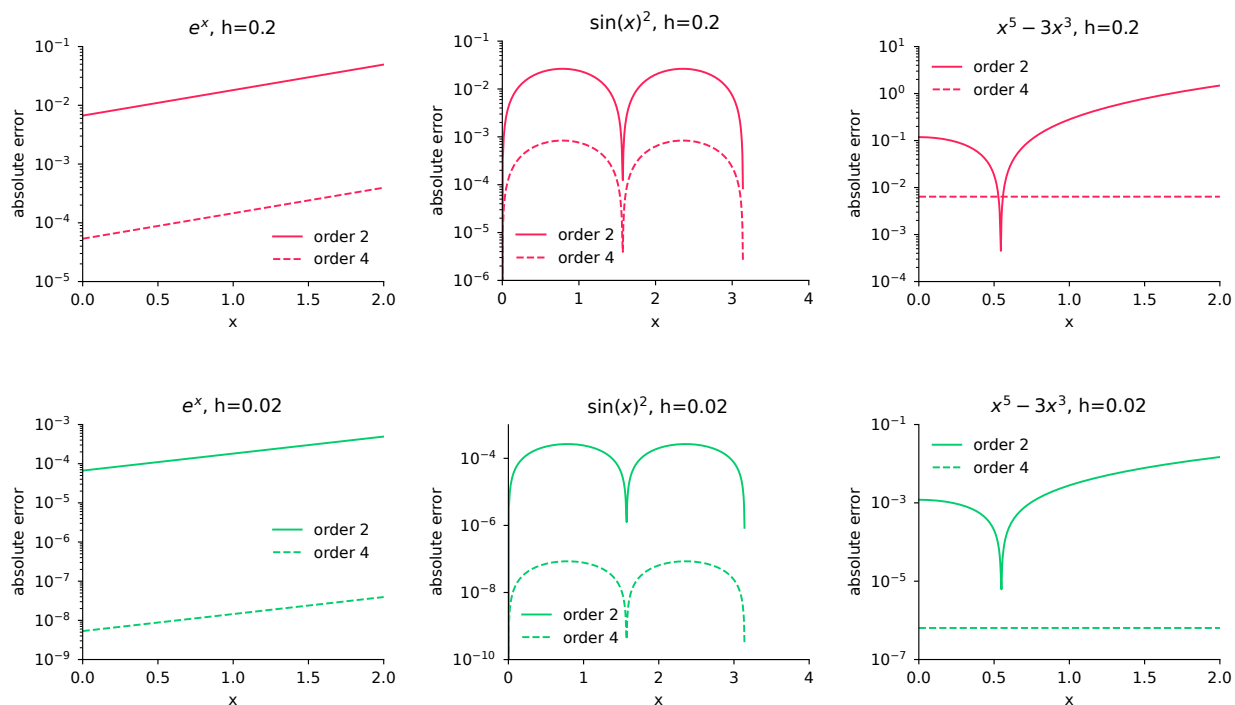 e^x, h=0.2
10^−1
10^−2
10^−3
10^−4
10^−5
absolute error
order 2
order 4
0.0 0.5 1.0 1.5 2.0
x
sin(x)^2, h=0.2
10^−1
10^−2
10^−3
10^−4
10^−5
10^−6
absolute error
order 2
order 4
0 1 2 3 4
x
x^5 − 3x^3, h=0.2
10^1
10^0
10^−1
10^−2
10^−3
10^−4
absolute error
order 2
order 4
0.0 0.5 1.0 1.5 2.0
x
e^x, h=0.02
10^−3
10^−4
10^−5
10^−6
10^−7
10^−8
10^−9
absolute error
order 2
order 4
0.0 0.5 1.0 1.5 2.0
x
sin(x)^2, h=0.02
10^−4
10^−6
10^−8
10^−10
absolute error
order 2
order 4
0 1 2 3 4
x
x^5 − 3x^3, h=0.02
10^−1
10^−3
10^−5
10^−7
absolute error
order 2
order 4
0.0 0.5 1.0 1.5 2.0
x